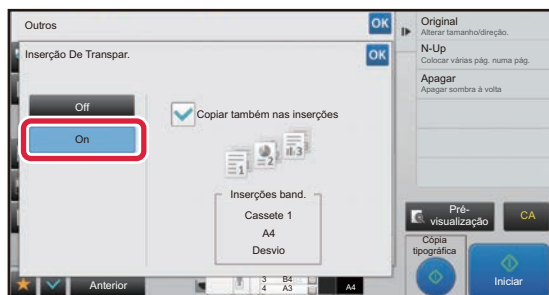 Outros
OK
Inserção De Transpar.
OK
Off
On
Copiar também nas inserções
1
2
3
Inserções band.
Cassete 1
A4
Desvio
Original
Alterar tamanho/direção.
N-Up
Colocar várias pág. numa pág.
Apagar
Apagar sombra à volta
Pré-
visualização
CA
Cópia
tipográfica
Iniciar
Anterior
3 B4
4 A3
A4